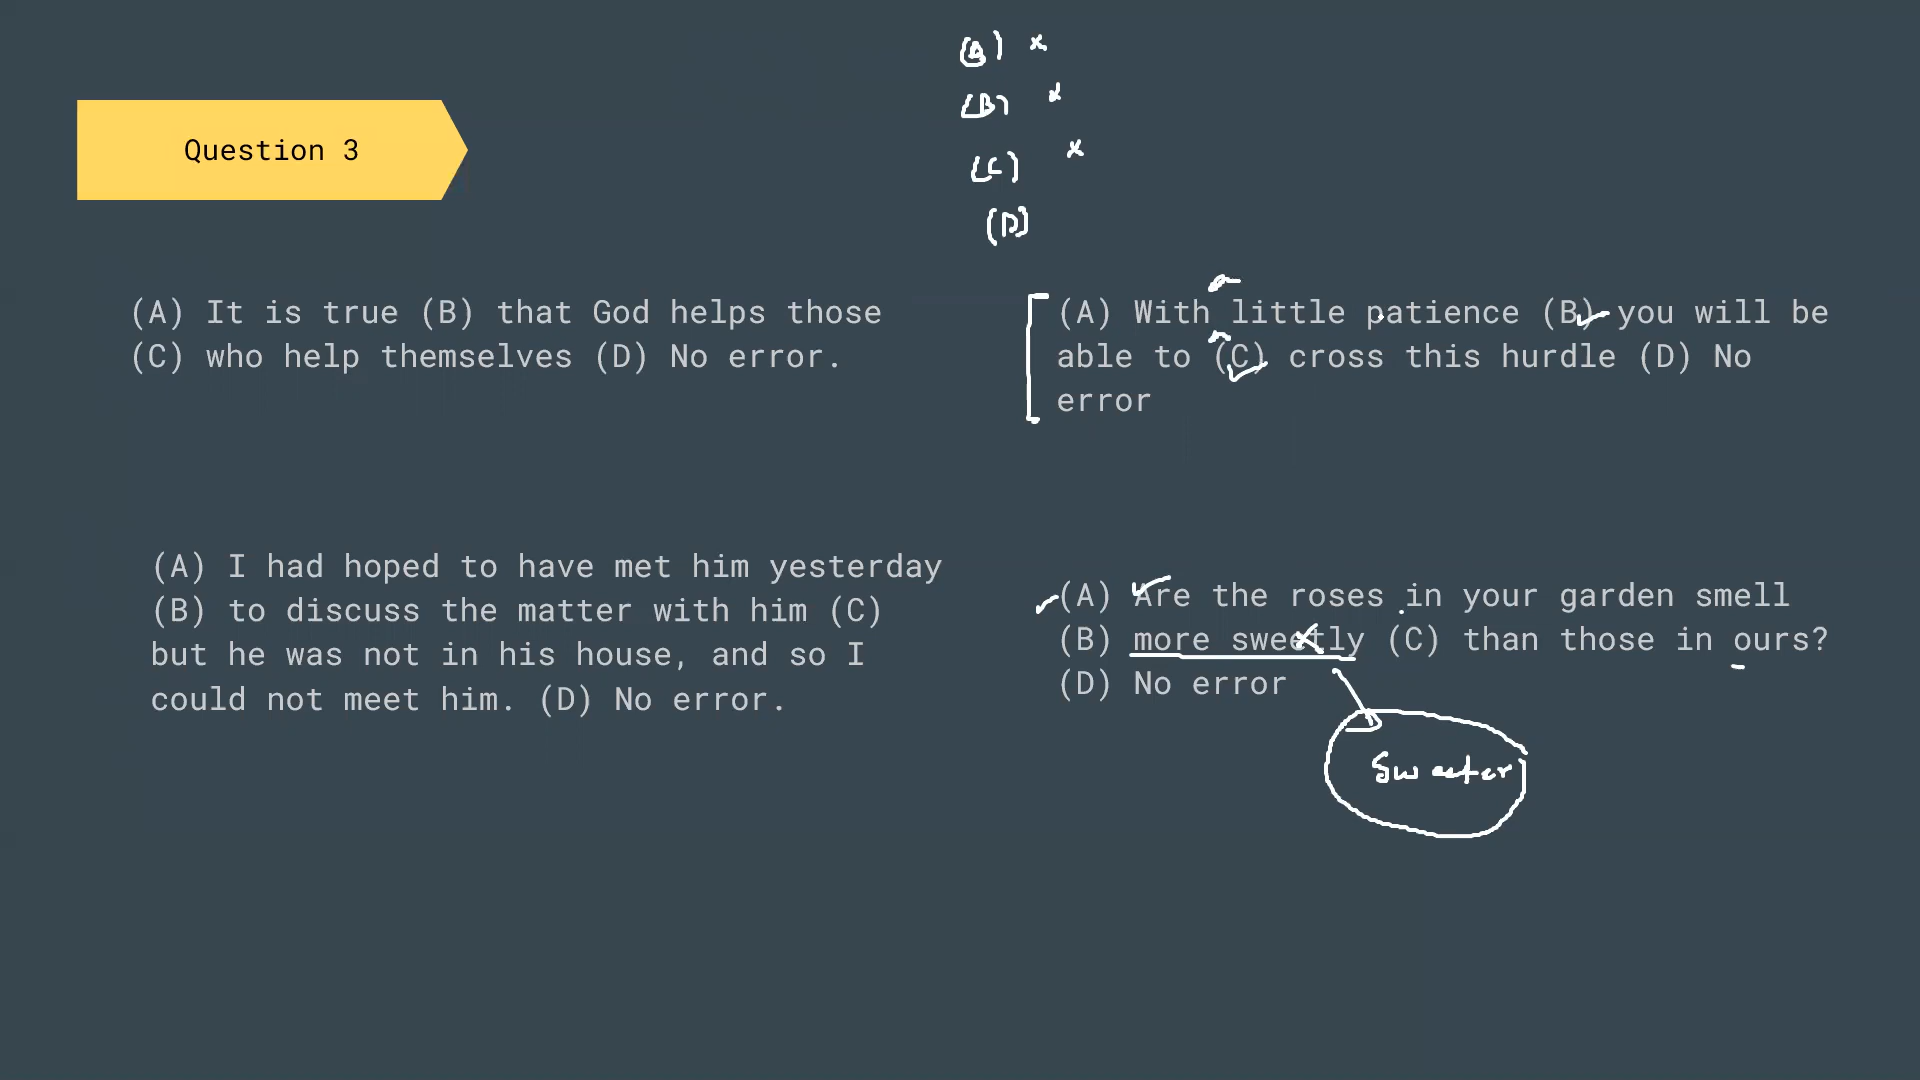 (A) x
(B) x
(C) x
(D)
Question 3
(A) It is true (B) that God helps those
(C) who help themselves (D) No error.
(A) With little patience (B) you will be
able to (C) cross this hurdle (D) No
error
(A) I had hoped to have met him yesterday
(B) to discuss the matter with him (C)
but he was not in his house, and so I
could not meet him. (D) No error.
(A) Are the roses in your garden smell
(B) more sweetly (C) than those in ours?
(D) No error
Sweeter